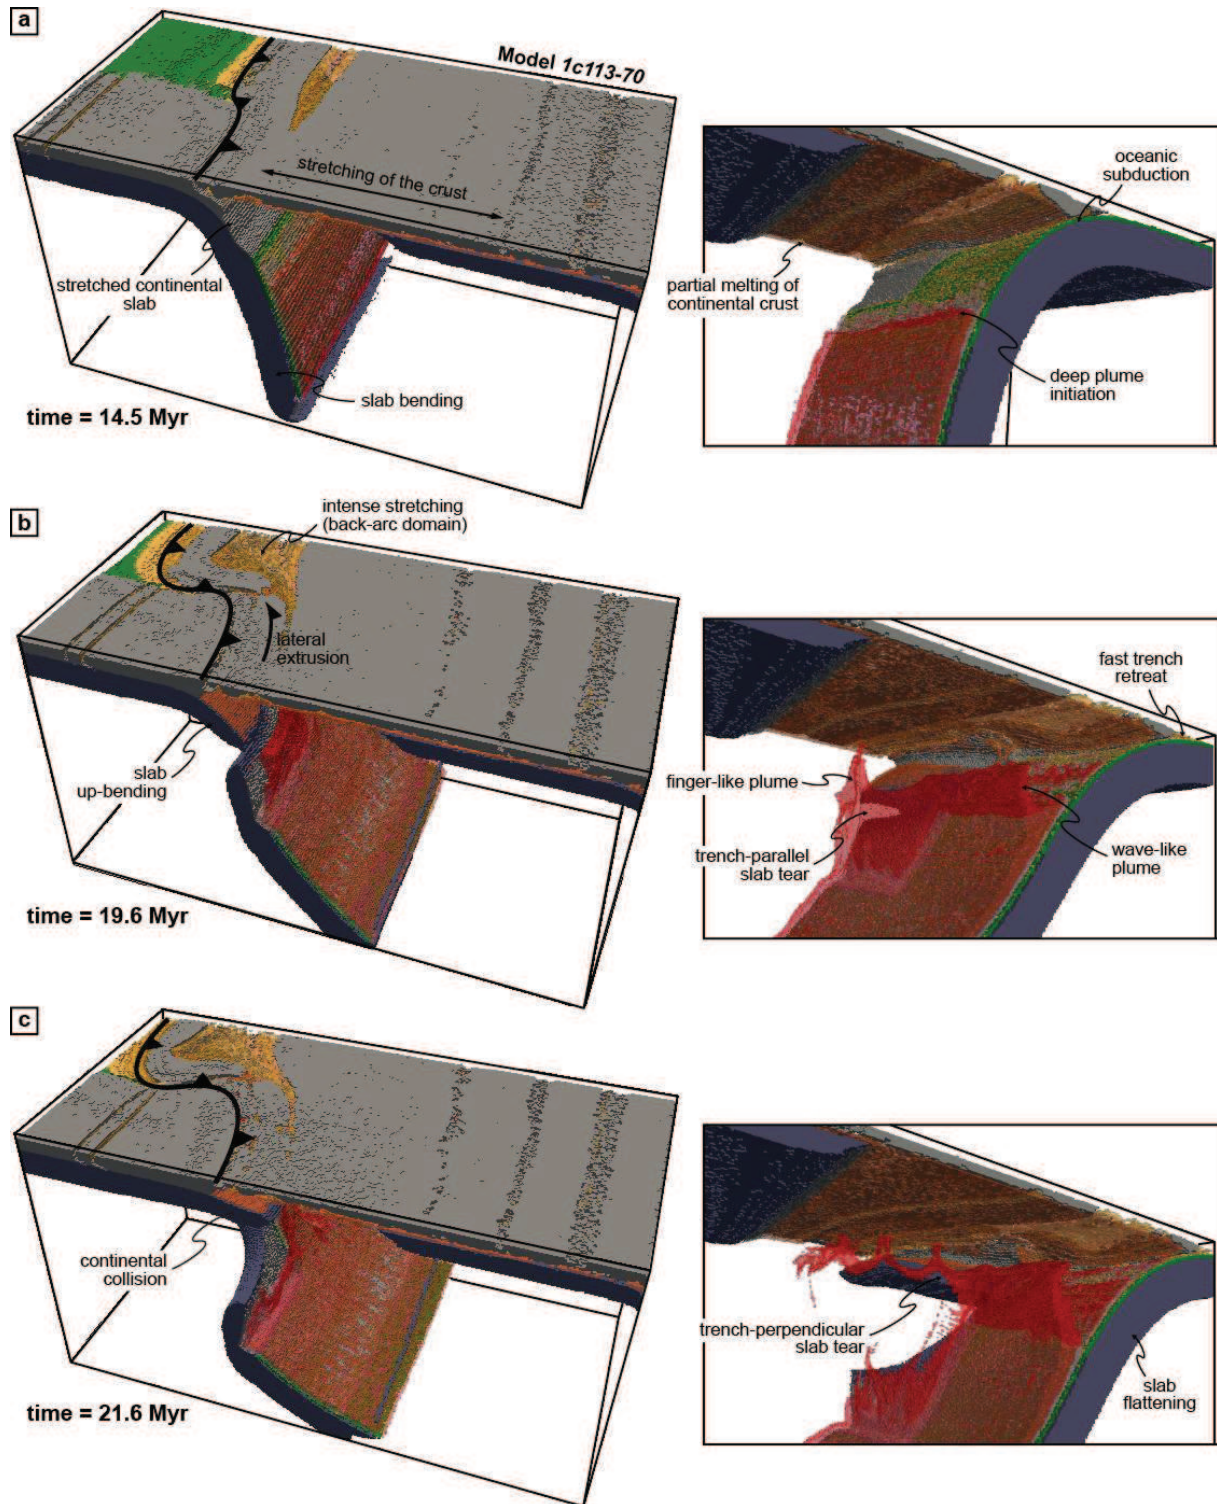 a
Model 1c113-70
stretching of the crust
stretched continental
slab
slab bending
time = 14.5 Myr
oceanic
subduction
partial melting of
continental crust
deep plume
initiation
b
intense stretching
(back-arc domain)
lateral
extrusion
slab
up-bending
time = 19.6 Myr
fast trench
retreat
finger-like plume
trench-parallel
slab tear
wave-like
plume
c
continental
collision
time = 21.6 Myr
trench-perpendicular
slab tear
slab
flattening